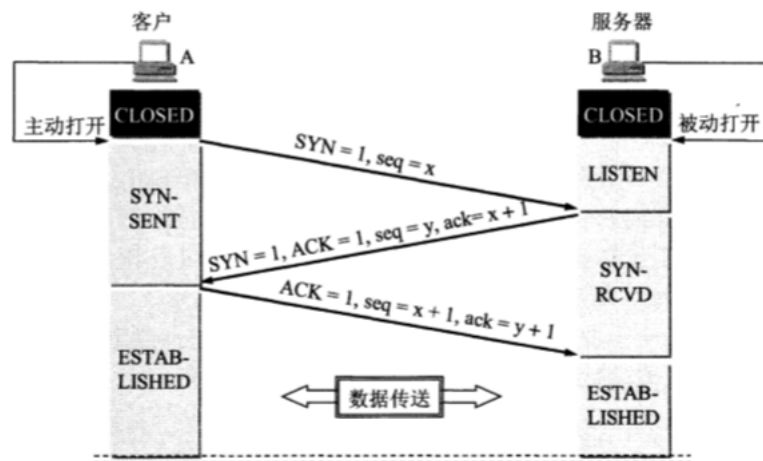 客户
服务器
A
B
CLOSED
CLOSED
主动打开
被动打开
SYN = 1, seq = x
LISTEN
SYN-
SENT
SYN = 1, ACK = 1, seq = y, ack= x + 1
SYN-
RCVD
ACK = 1, seq = x + 1, ack = y + 1
ESTAB-
LISHED
数据传送
ESTAB-
LISHED